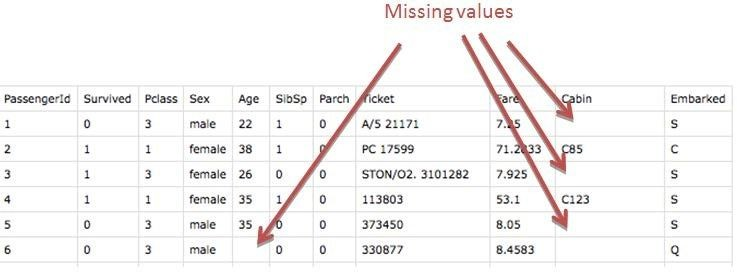 Missing values
PassengerId Survived Pclass Sex Age SibSp Parch Ticket Fare Cabin Embarked
1 0 3 male 22 1 0 A/5 21171 7.25 S
2 1 1 female 38 1 0 PC 17599 71.2833 C85 C
3 1 3 female 26 0 0 STON/O2. 3101282 7.925 S
4 1 1 female 35 1 0 113803 53.1 C123 S
5 0 3 male 35 0 0 373450 8.05 S
6 0 3 male 0 0 330877 8.4583 Q